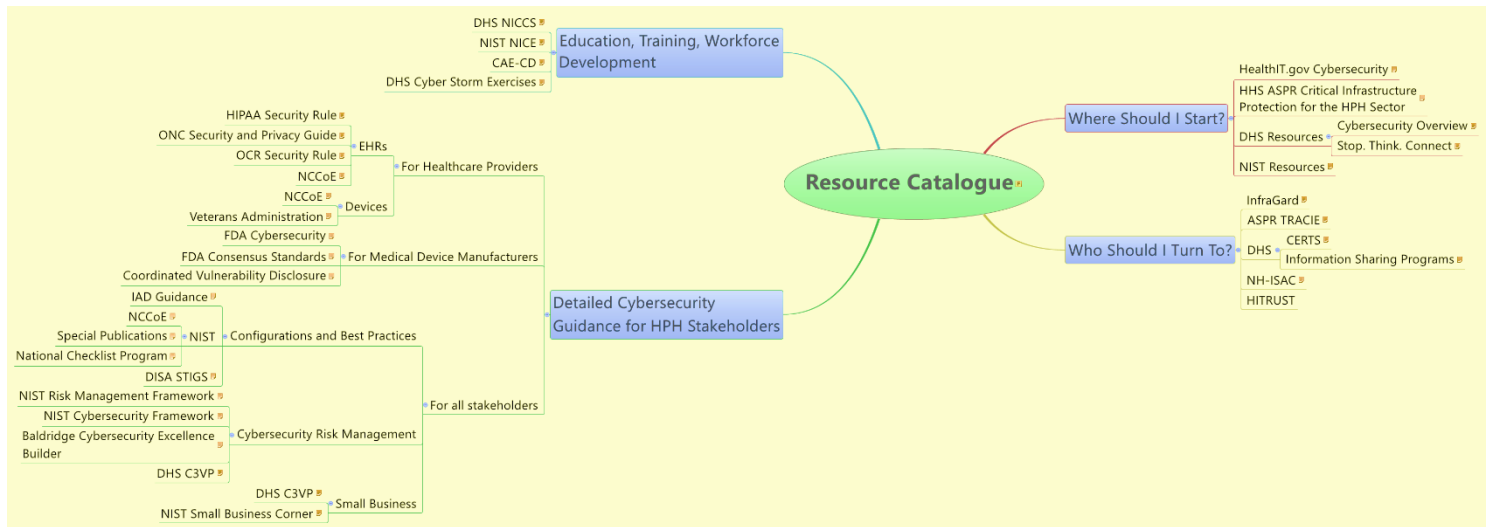 Resource Catalogue
Education, Training, Workforce
Development
DHS NICCS
NIST NICE
CAE-CD
DHS Cyber Storm Exercises
Where Should I Start?
HealthIT.gov Cybersecurity
HHS ASPR Critical Infrastructure
Protection for the HPH Sector
DHS Resources
Cybersecurity Overview
Stop. Think. Connect
NIST Resources
Who Should I Turn To?
InfraGard
ASPR TRACIE
DHS
CERTS
Information Sharing Programs
NH-ISAC
HITRUST
Detailed Cybersecurity
Guidance for HPH Stakeholders
For Healthcare Providers
EHRs
HIPAA Security Rule
ONC Security and Privacy Guide
OCR Security Rule
NCCoE
Devices
NCCoE
Veterans Administration
For Medical Device Manufacturers
FDA Cybersecurity
FDA Consensus Standards
Coordinated Vulnerability Disclosure
For all stakeholders
Configurations and Best Practices
IAD Guidance
NIST
NCCoE
Special Publications
National Checklist Program
DISA STIGS
Cybersecurity Risk Management
NIST Risk Management Framework
NIST Cybersecurity Framework
Baldridge Cybersecurity Excellence
Builder
DHS C3VP
Small Business
DHS C3VP
NIST Small Business Corner